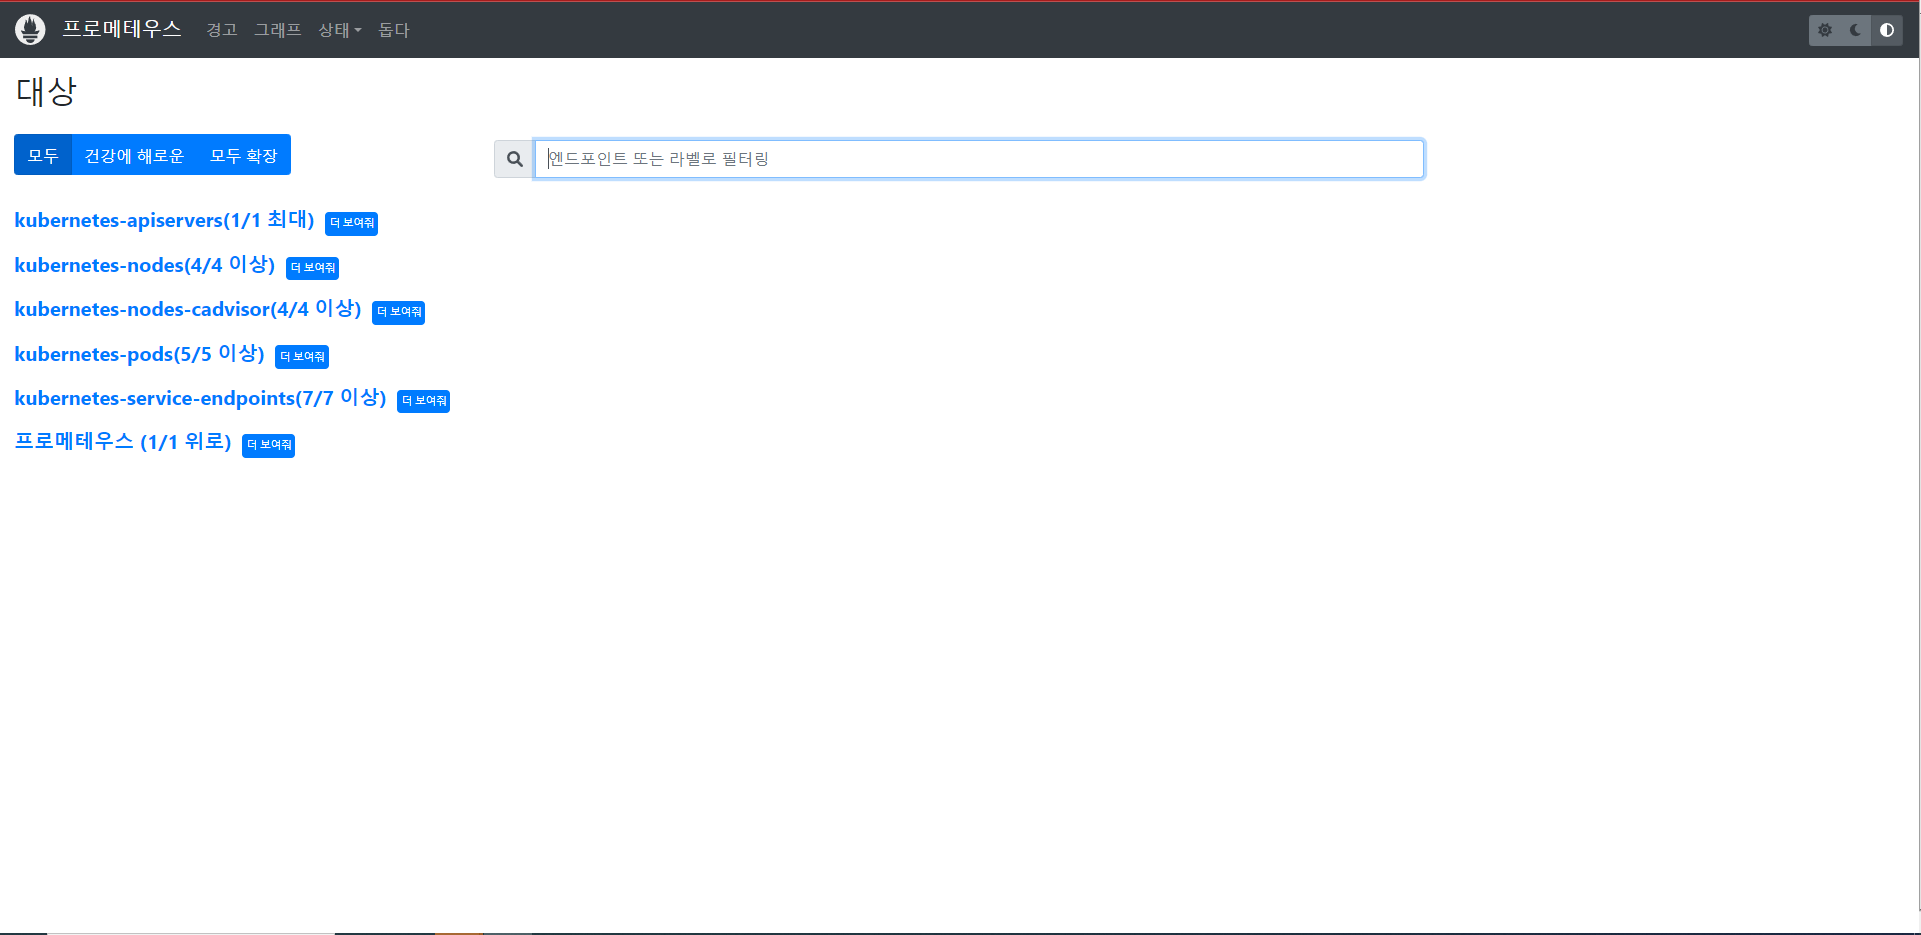 프로메테우스 경고 그래프 상태 돕다
대상
모두 건강에 해로운 모두 확장
엔드포인트 또는 라벨로 필터링
kubernetes-apiservers(1/1 최대) 더 보여줘
kubernetes-nodes(4/4 이상) 더 보여줘
kubernetes-nodes-cadvisor(4/4 이상) 더 보여줘
kubernetes-pods(5/5 이상) 더 보여줘
kubernetes-service-endpoints(7/7 이상) 더 보여줘
프로메테우스 (1/1 위로) 더 보여줘